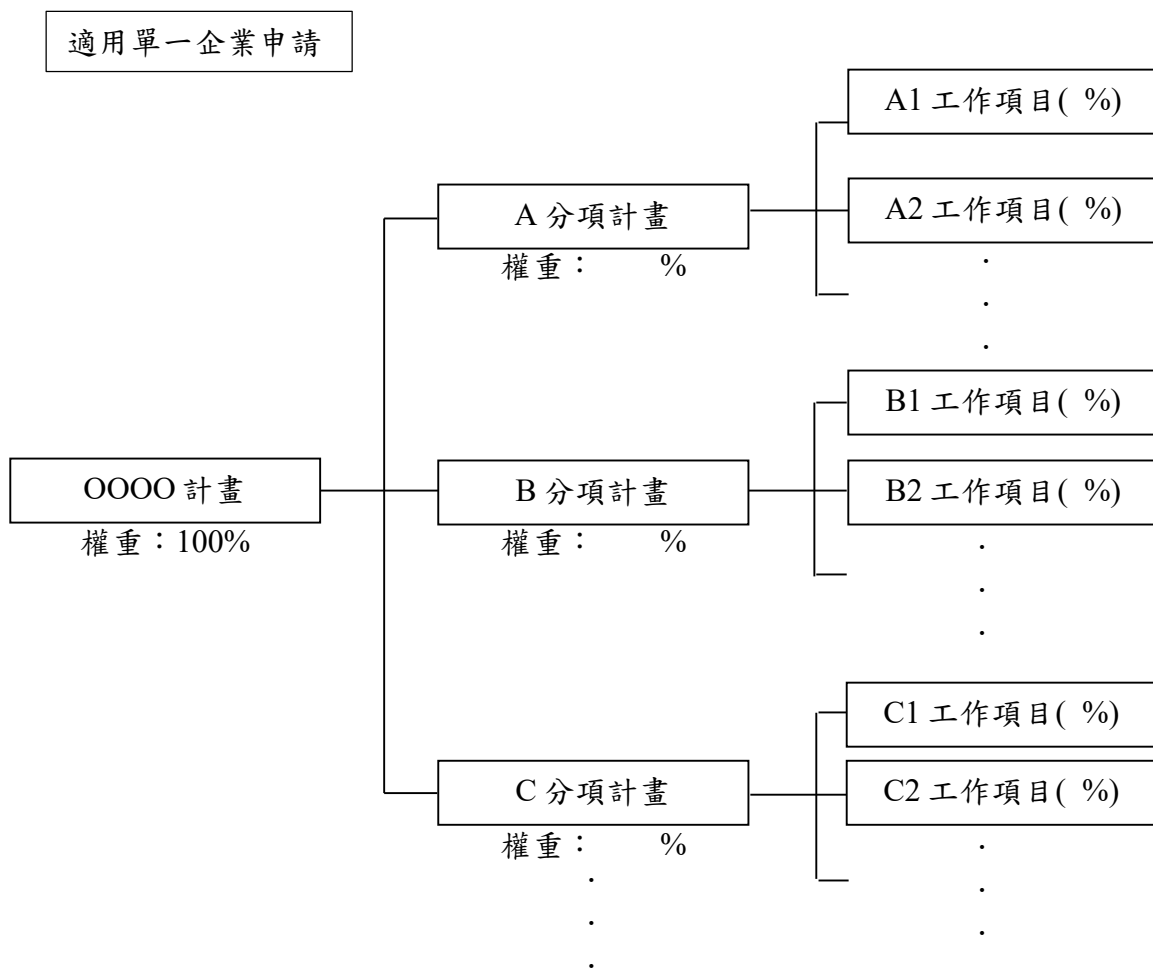 適用單一企業申請
A1 工作項目( %)
A 分項計畫
A2 工作項目( %)
權重： %
.
.
.
B1 工作項目( %)
OOOO 計畫
B 分項計畫
B2 工作項目( %)
權重：100%
權重： %
.
.
.
C1 工作項目( %)
C 分項計畫
C2 工作項目( %)
權重： %
.
.
.
.
.
.